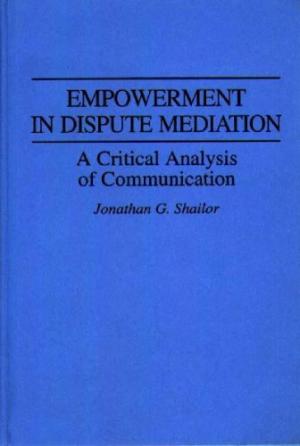 EMPOWERMENT
IN DISPUTE MEDIATION
A Critical Analysis
of Communication
Jonathan G. Shailor